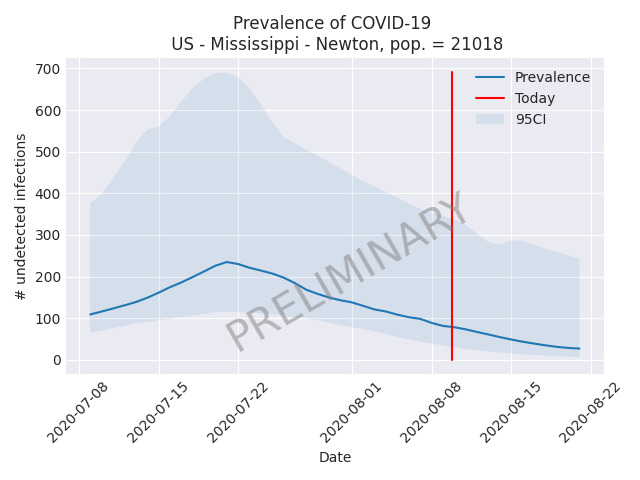 Prevalence of COVID-19
US - Mississippi - Newton, pop. = 21018
# undetected infections
700
600
500
400
300
200
100
0
Prevalence
Today
95CI
PRELIMINARY
2020-07-08
2020-07-15
2020-07-22
2020-08-01
2020-08-08
2020-08-15
2020-08-22
Date